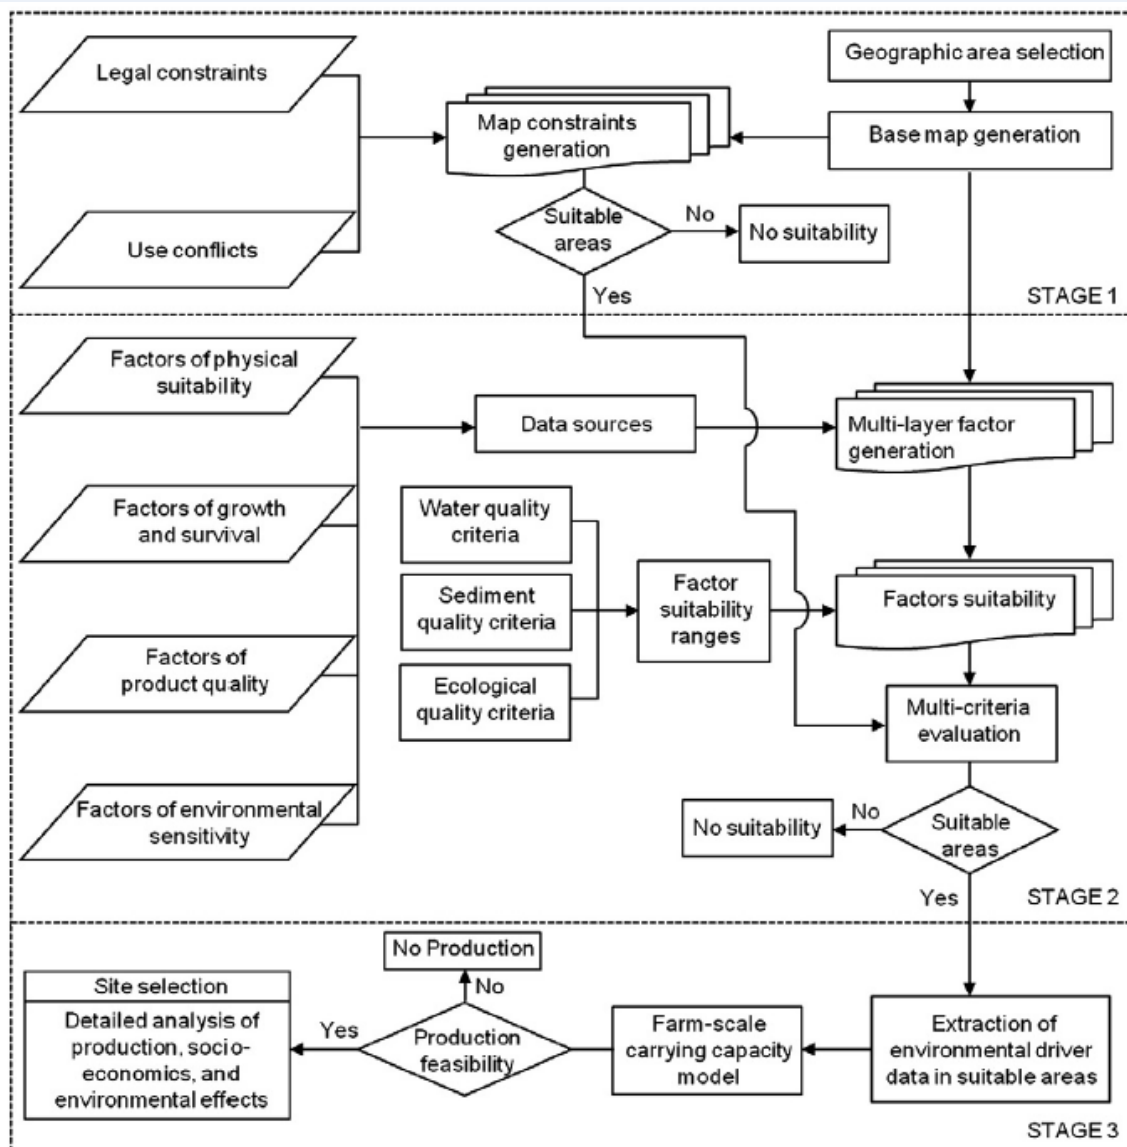 Legal constraints
Geographic area selection
Map constraints
generation
Base map generation
Use conflicts
Suitable
areas
No
No suitability
Yes
STAGE 1
Factors of physical
suitability
Data sources
Multi-layer factor
generation
Factors of growth
and survival
Water quality
criteria
Sediment
quality criteria
Ecological
quality criteria
Factor
suitability
ranges
Factors suitability
Factors of
product quality
Multi-criteria
evaluation
Factors of environmental
sensitivity
No suitability
No
Suitable
areas
Yes
STAGE 2
No Production
No
Site selection
Detailed analysis of
production, socio-
economics, and
environmental effects
Yes
Production
feasibility
Farm-scale
carrying capacity
model
Extraction of
environmental driver
data in suitable areas
STAGE 3